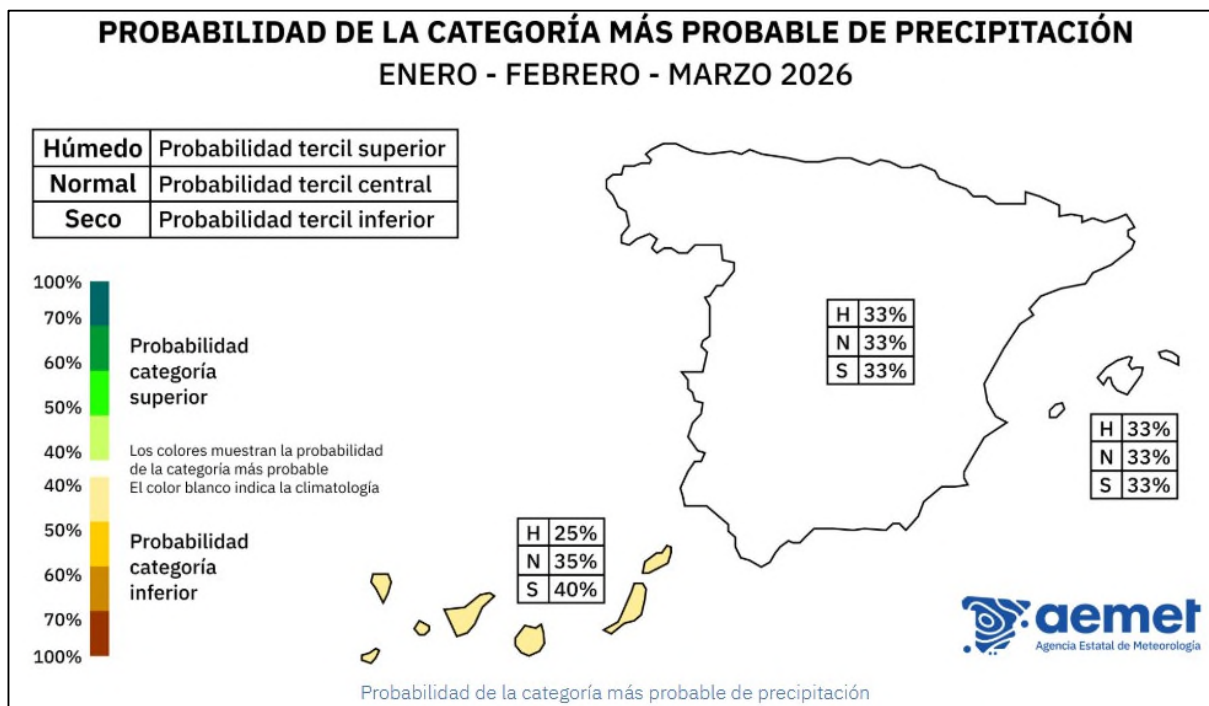 PROBABILIDAD DE LA CATEGORÍA MÁS PROBABLE DE PRECIPITACIÓN
ENERO - FEBRERO - MARZO 2026
Húmedo Probabilidad tercil superior
Normal Probabilidad tercil central
Seco Probabilidad tercil inferior
100%
70%
60%
50%
40%
40%
50%
60%
70%
100%
Probabilidad
categoría
superior
Los colores muestran la probabilidad
de la categoría más probable
El color blanco indica la climatología
Probabilidad
categoría
inferior
H 33%
N 33%
S 33%
H 33%
N 33%
S 33%
H 25%
N 35%
S 40%
aemet
Agencia Estatal de Meteorología
Probabilidad de la categoría más probable de precipitación